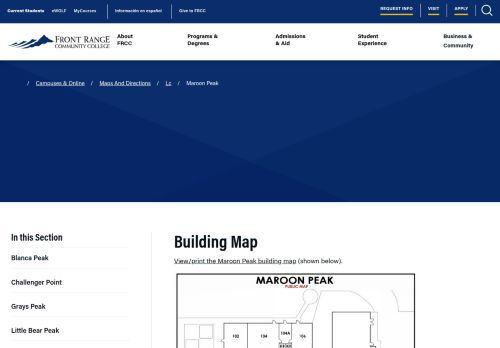 Current Students eWOLF MyCourses Información en español Give to FRCC REQUEST INFO VISIT APPLY
FRONT RANGE
COMMUNITY COLLEGE
About
FRCC
Programs &
Degrees
Admissions
& Aid
Student
Experience
Business &
Community
/ Campuses & Online / Maps And Directions / Lc / Maroon Peak
In this Section
Blanca Peak
Challenger Point
Grays Peak
Little Bear Peak
Building Map
View/print the Maroon Peak building map (shown below).
MAROON PEAK
PUBLIC MAP
102 104 104A 106